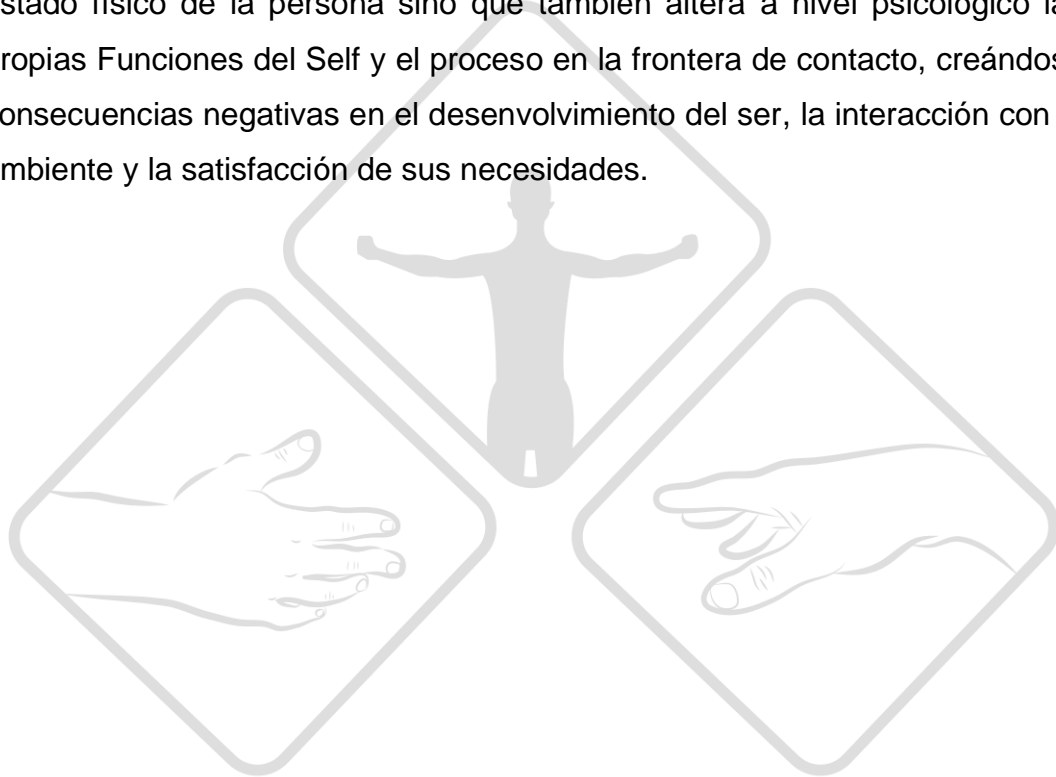 stado físico de la persona sino que también altera a nivel psicológico la
ropias Funciones del Self y el proceso en la frontera de contacto, creándos
onsecuencias negativas en el desenvolvimiento del ser, la interacción con
mbiente y la satisfacción de sus necesidades.